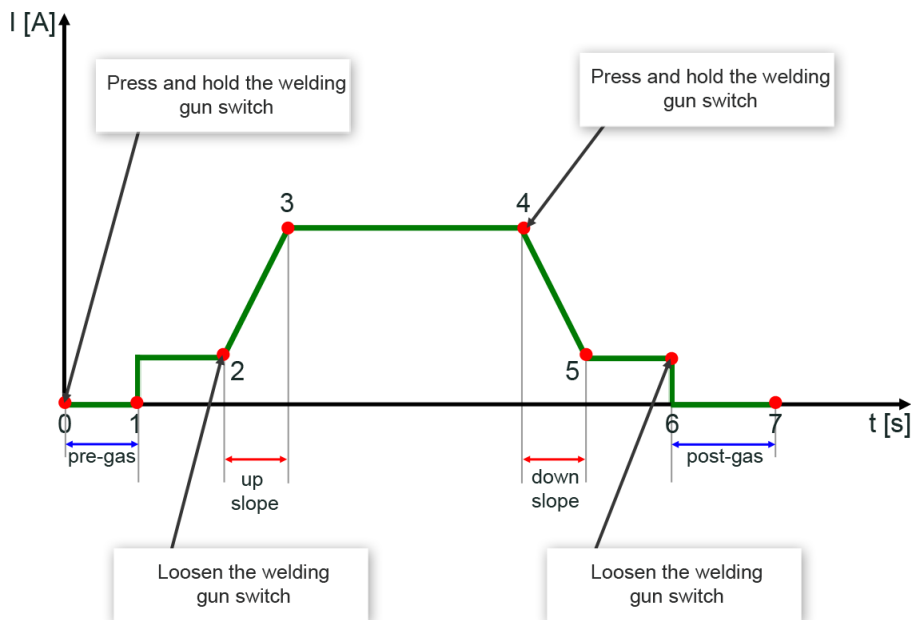 I [A]
Press and hold the welding
gun switch
Press and hold the welding
gun switch
3
4
2
5
0
1
6
7
t [s]
pre-gas
up
slope
down
slope
post-gas
Loosen the welding
gun switch
Loosen the welding
gun switch